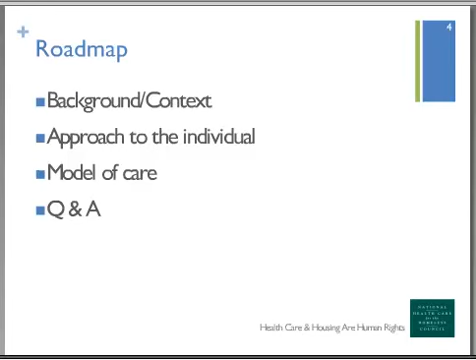 4
+
Roadmap
Background/Context
Approach to the individual
Model of care
Q & A
Health Care & Housing Are Human Rights
NATIONAL
HEALTH CARE
for the
HOMELESS
COUNCIL